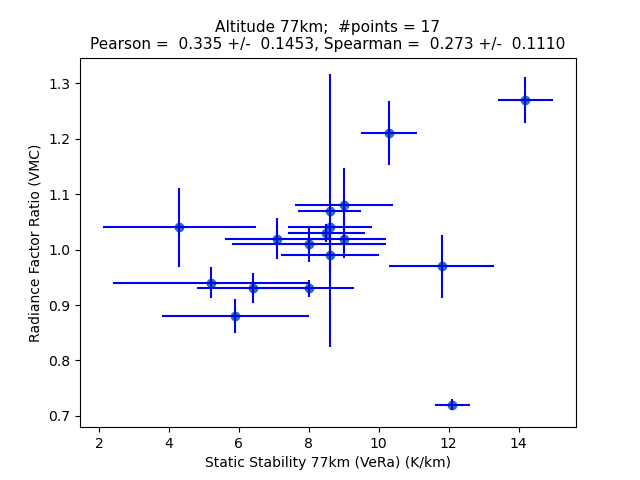 Altitude 77km;  #points = 17
Pearson =  0.335 +/-  0.1453, Spearman =  0.273 +/-  0.1110
1.3
1.2
1.1
1.0
0.9
0.8
0.7
Radiance Factor Ratio (VMC)
2 4 6 8 10 12 14
Static Stability 77km (VeRa) (K/km)